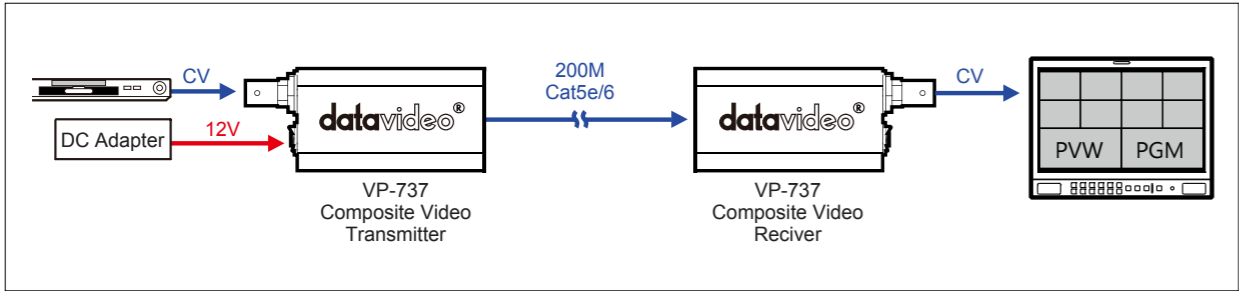 CV
DC Adapter
12V
datavideo®
VP-737
Composite Video
Transmitter
200M
Cat5e/6
datavideo®
VP-737
Composite Video
Reciver
CV
PVW
PGM